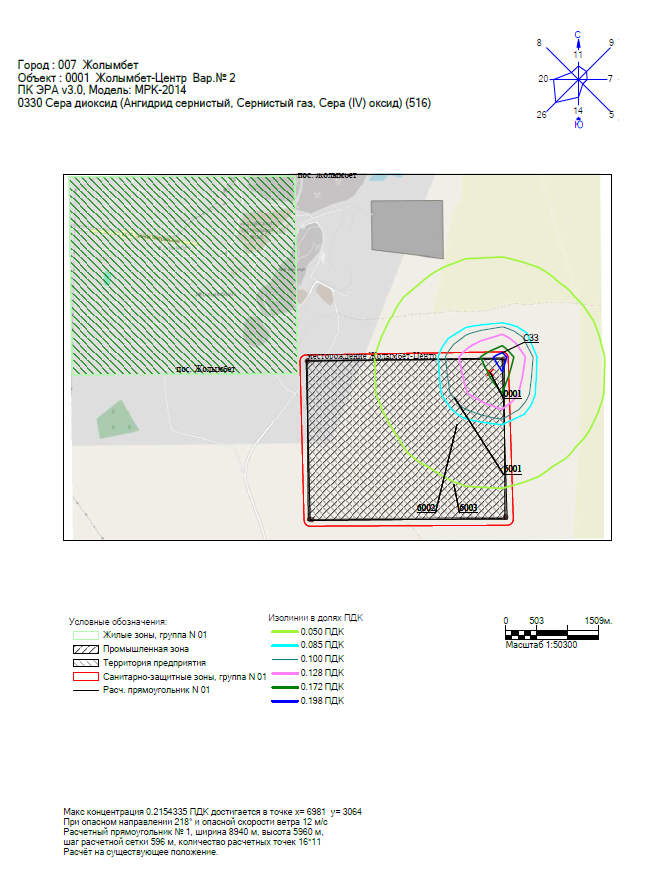 Город : 007 Жолымбет
Объект : 0001 Жолымбет-Центр Вар.№ 2
ПК ЭРА v3.0, Модель: МРК-2014
0330 Сера диоксид (Ангидрид сернистый, Сернистый газ, Сера (IV) оксид) (516)
С
8
9
11
20
7
14
26
5
Ю
пос. Жолымбет
С33
месторождение Жолымбет-Центр
пос. Жолымбет
0001
6001
6002
6003
Условные обозначения:
Жилые зоны, группа N 01
Промышленная зона
Территория предприятия
Санитарно-защитные зоны, группа N 01
Расч. прямоугольник N 01
Изолинии в долях ПДК
0.050 ПДК
0.085 ПДК
0.100 ПДК
0.128 ПДК
0.172 ПДК
0.198 ПДК
0 503 1509м.
Масштаб 1:50300
Макс концентрация 0.2154335 ПДК достигается в точке x= 6981 y= 3064
При опасном направлении 218° и опасной скорости ветра 12 м/с
Расчетный прямоугольник № 1, ширина 8940 м, высота 5960 м,
шаг расчетной сетки 596 м, количество расчетных точек 16*11
Расчёт на существующее положение.